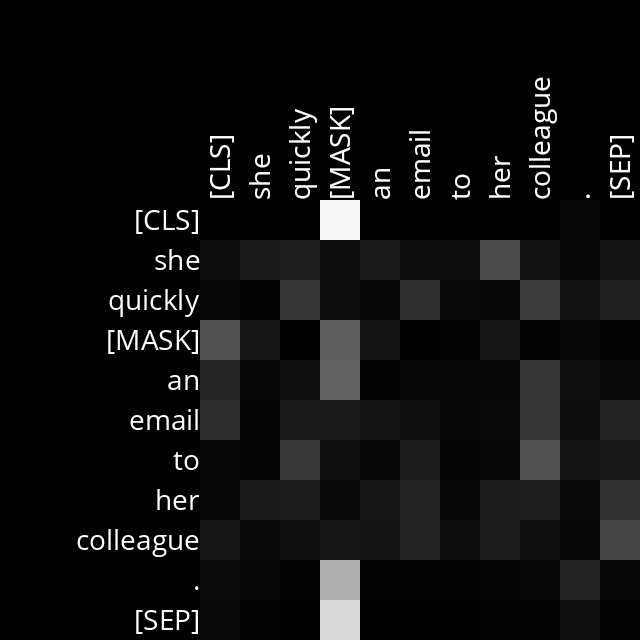 [CLS]
she
quickly
[MASK]
an
email
to
her
colleague
.
[SEP]
[CLS]
she
quickly
[MASK]
an
email
to
her
colleague
.
[SEP]